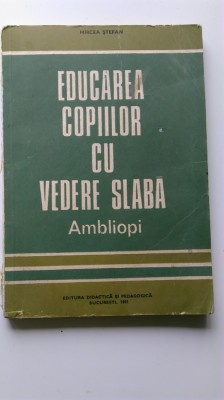 MIRCEA ȘTEFAN
EDUCAREA
COPIILOR
CU
VEDERE SLABĂ
Ambliopi
EDITURA DIDACTICĂ ȘI PEDAGOGICĂ
BUCUREȘTI, 1981